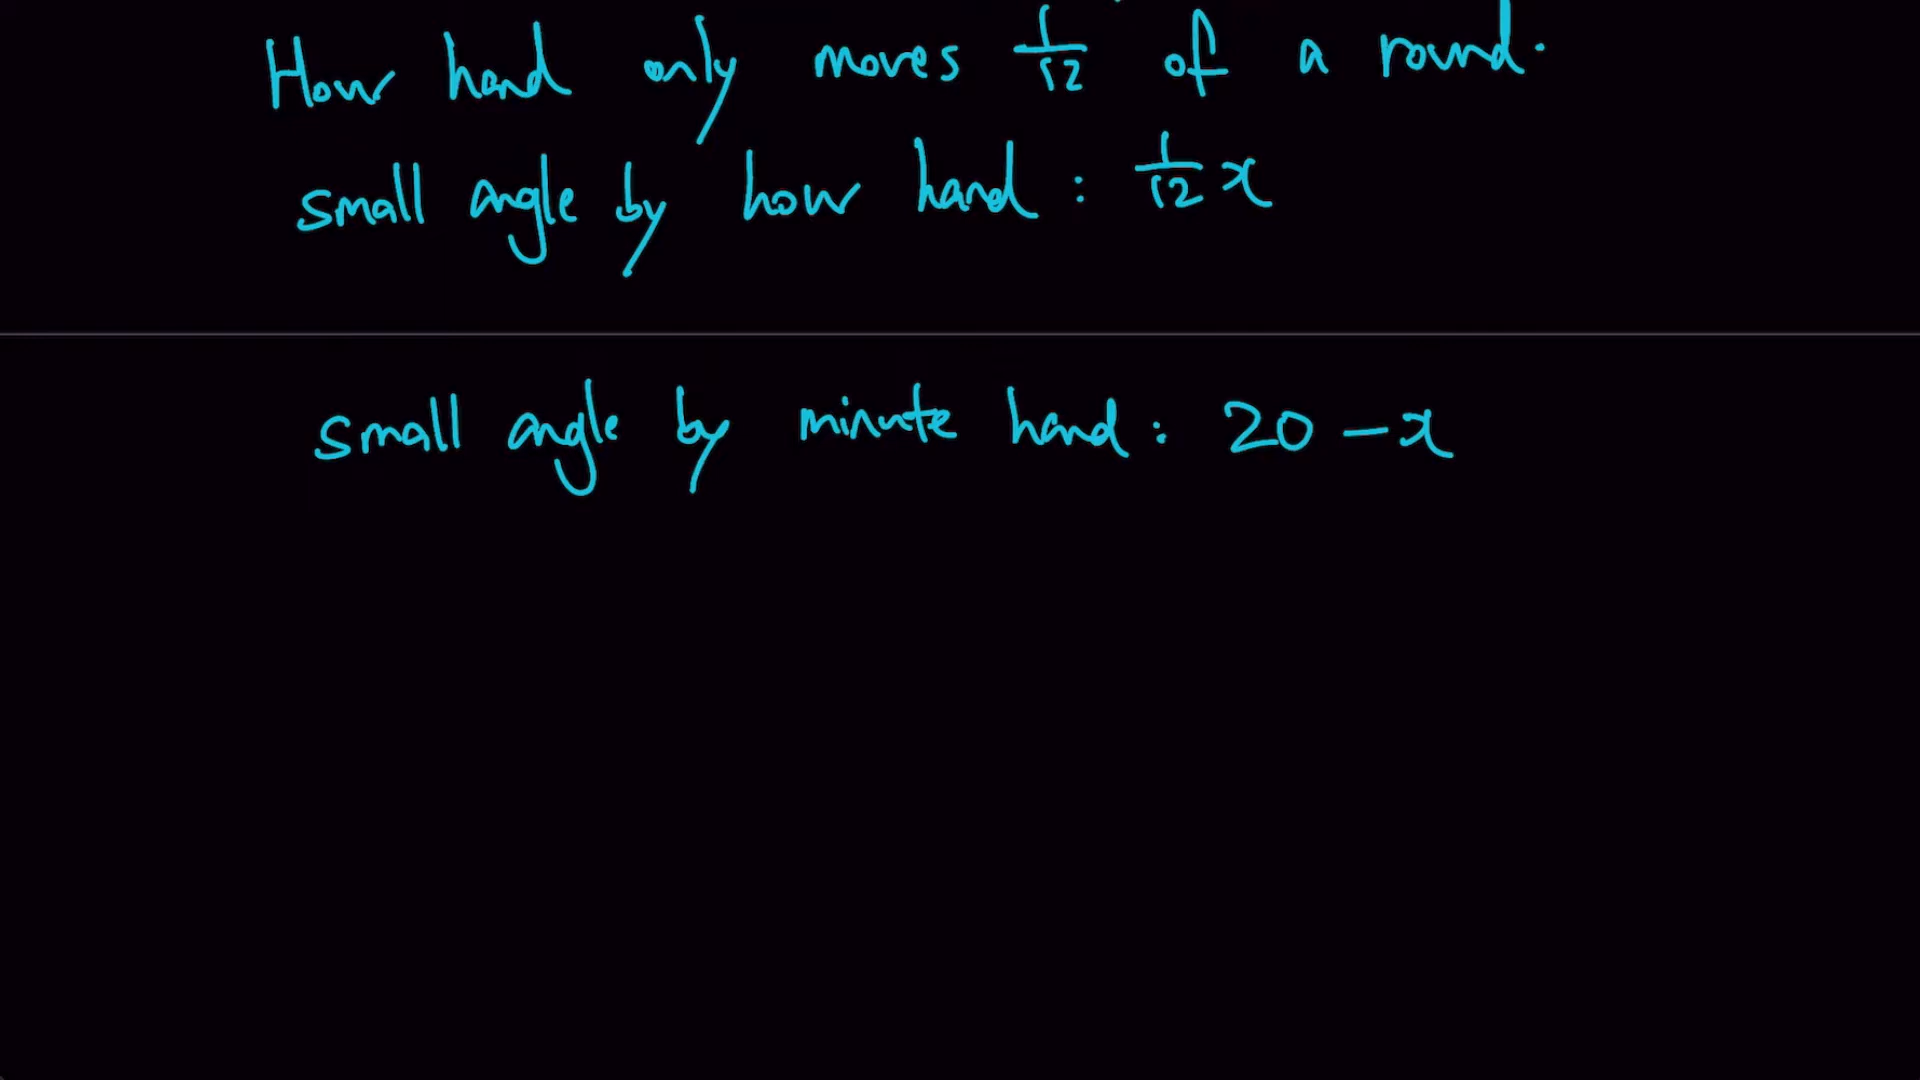 Hour hand only moves 1/12 of a round.
small angle by hour hand: 1/12 x
small angle by minute hand: 20 - x